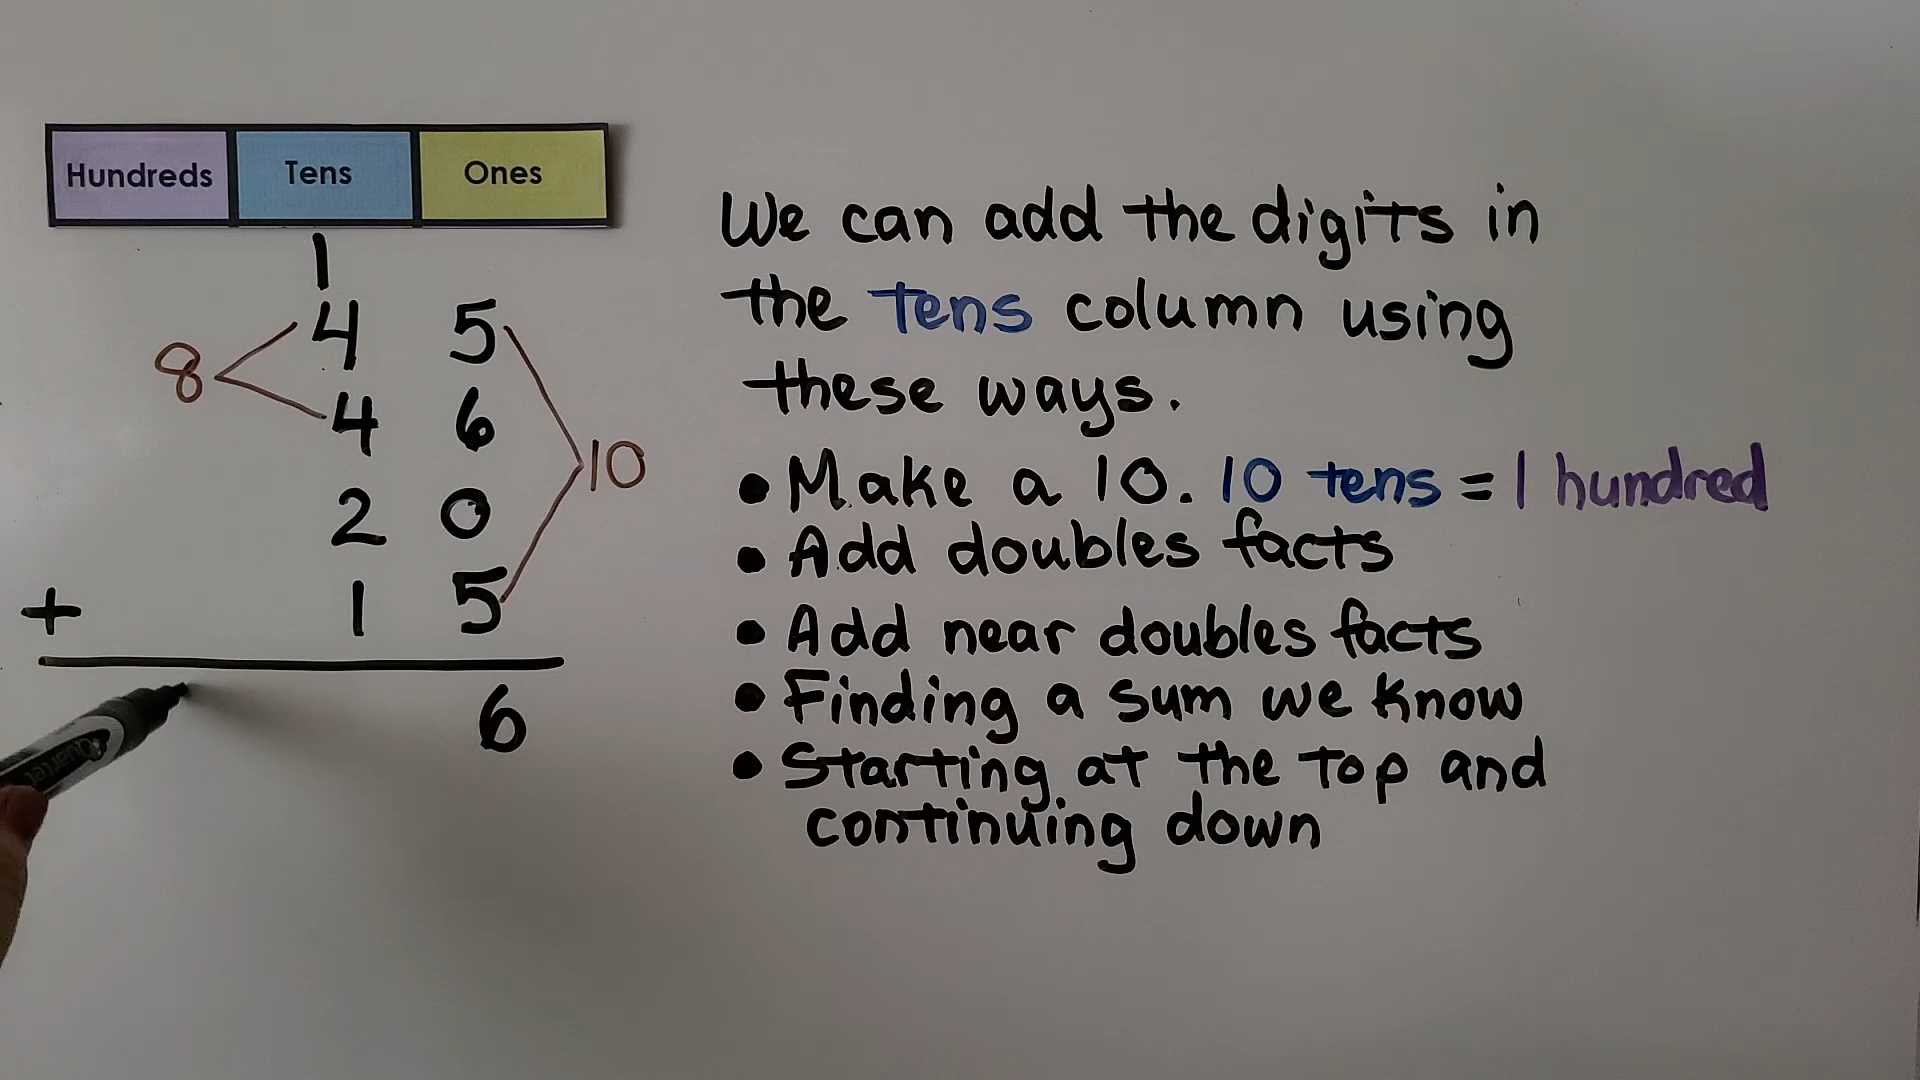 Hundreds Tens Ones
1
4 5
8
4 6
10
2 0
+ 1 5
6
We can add the digits in
the tens column using
these ways.
• Make a 10. 10 tens = 1 hundred
• Add doubles facts
• Add near doubles facts
• Finding a sum we know
• Starting at the top and
continuing down